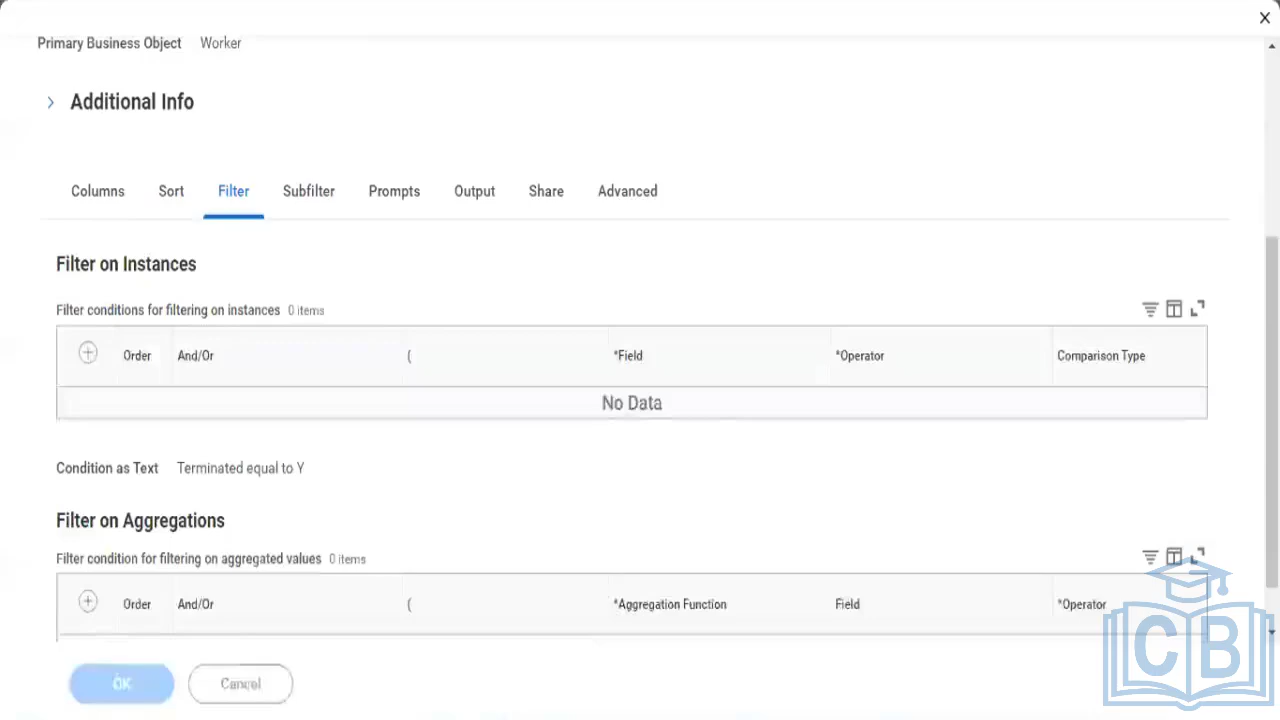 X
Primary Business Object Worker
Additional Info
Columns Sort Filter Subfilter Prompts Output Share Advanced
Filter on Instances
Filter conditions for filtering on instances 0 items
Order And/Or ( *Field *Operator Comparison Type
No Data
Condition as Text Terminated equal to Y
Filter on Aggregations
Filter condition for filtering on aggregated values 0 items
Order And/Or ( *Aggregation Function Field *Operator
OK Cancel
CB